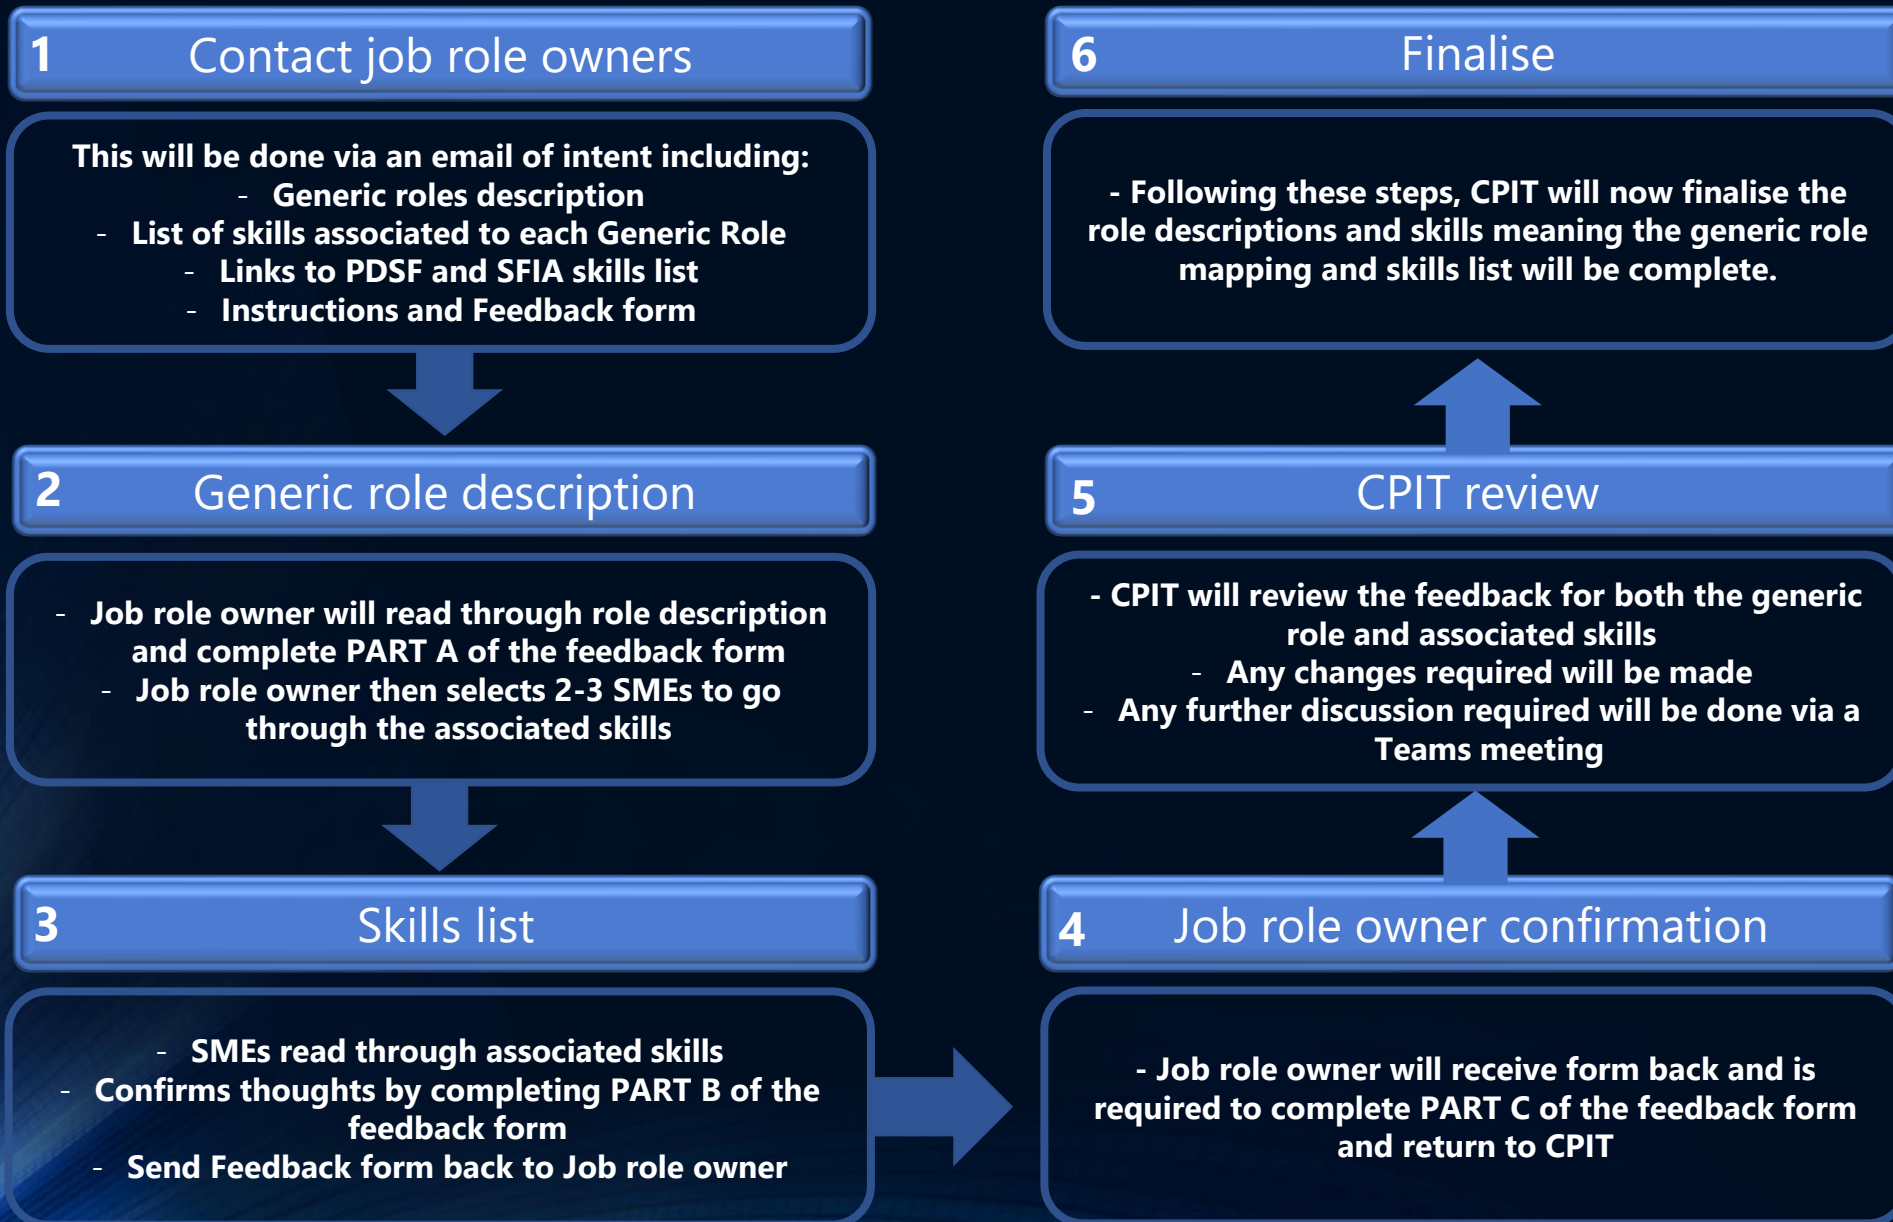 1 Contact job role owners
This will be done via an email of intent including:
- Generic roles description
- List of skills associated to each Generic Role
- Links to PDSF and SFIA skills list
- Instructions and Feedback form
2 Generic role description
- Job role owner will read through role description
and complete PART A of the feedback form
- Job role owner then selects 2-3 SMEs to go
through the associated skills
3 Skills list
- SMEs read through associated skills
- Confirms thoughts by completing PART B of the
feedback form
- Send Feedback form back to Job role owner
4 Job role owner confirmation
- Job role owner will receive form back and is
required to complete PART C of the feedback form
and return to CPIT
5 CPIT review
- CPIT will review the feedback for both the generic
role and associated skills
- Any changes required will be made
- Any further discussion required will be done via a
Teams meeting
6 Finalise
- Following these steps, CPIT will now finalise the
role descriptions and skills meaning the generic role
mapping and skills list will be complete.